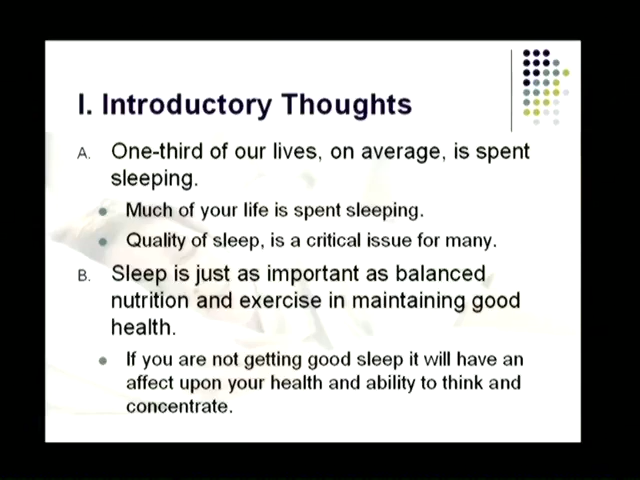 I. Introductory Thoughts
A. One-third of our lives, on average, is spent
sleeping.
Much of your life is spent sleeping.
Quality of sleep, is a critical issue for many.
B. Sleep is just as important as balanced
nutrition and exercise in maintaining good
health.
If you are not getting good sleep it will have an
affect upon your health and ability to think and
concentrate.